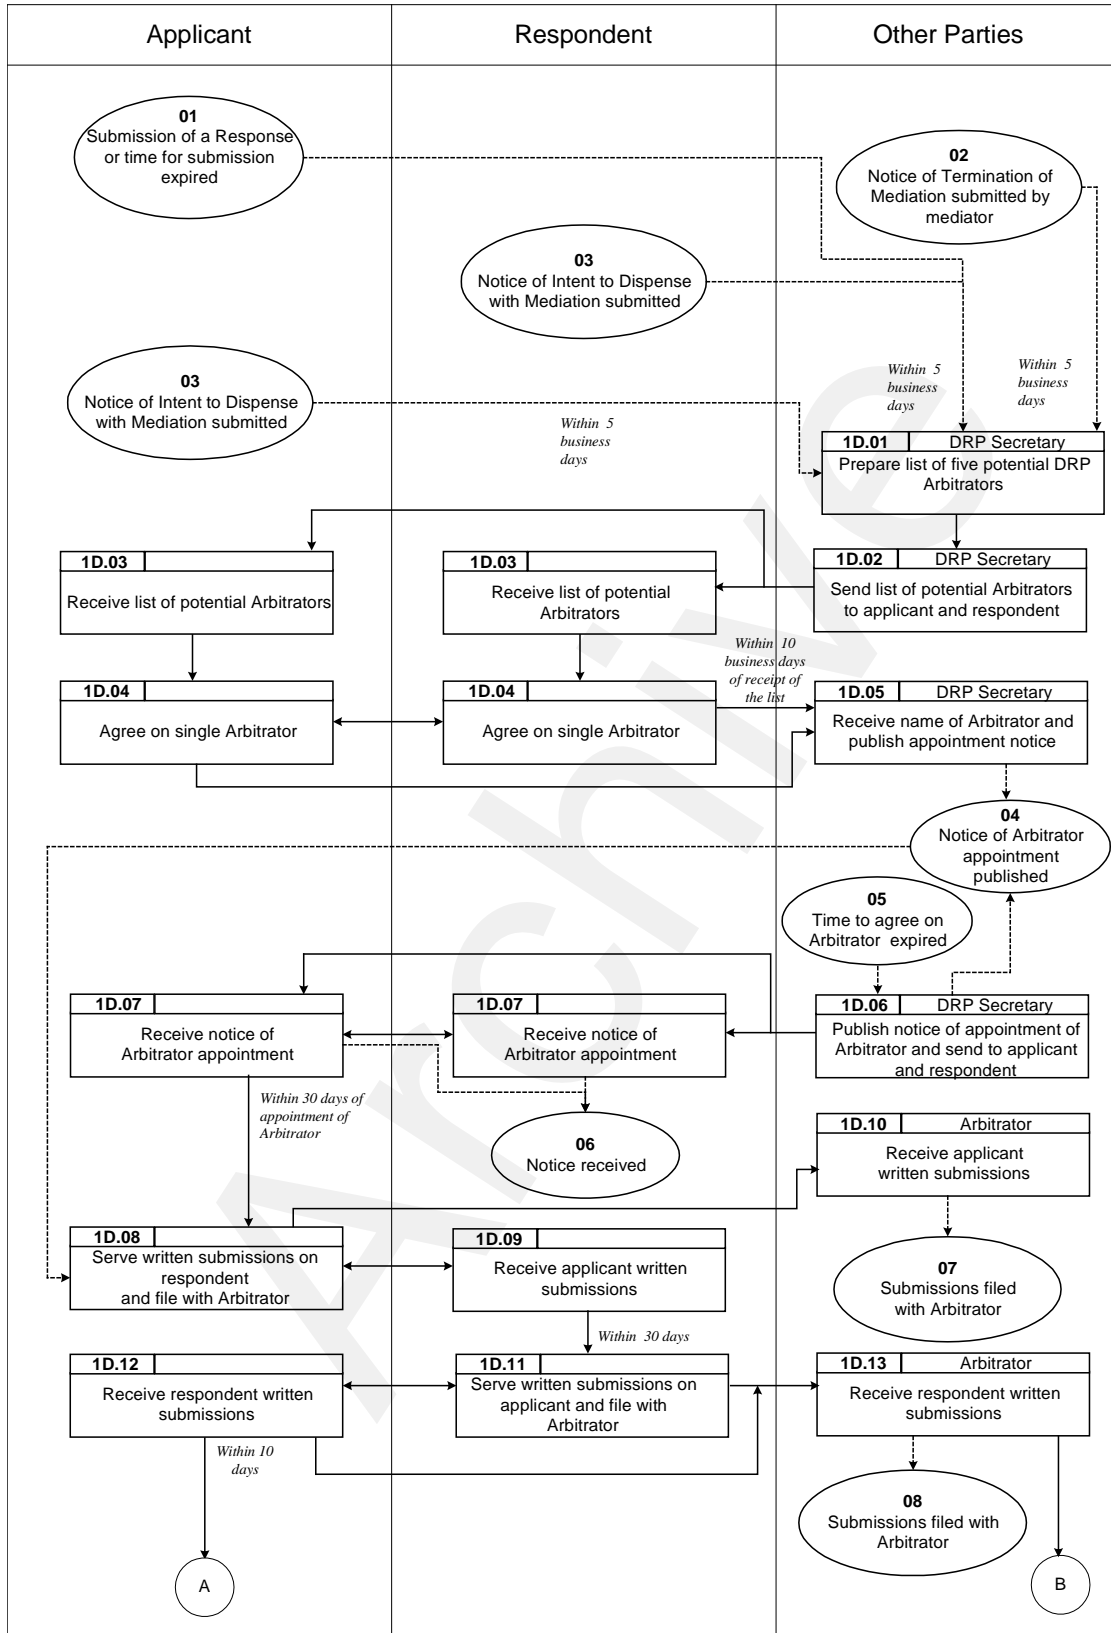 Applicant
Respondent
Other Parties
01
Submission of a Response
or time for submission
expired
02
Notice of Termination of
Mediation submitted by
mediator
03
Notice of Intent to Dispense
with Mediation submitted
03
Notice of Intent to Dispense
with Mediation submitted
Within 5
business
days
Within 5
business
days
Within 5
business
days
1D.01 DRP Secretary
Prepare list of five potential DRP
Arbitrators
1D.03
Receive list of potential Arbitrators
1D.03
Receive list of potential
Arbitrators
1D.02 DRP Secretary
Send list of potential Arbitrators
to applicant and respondent
Within 10
business days
of receipt of
the list
1D.04
Agree on single Arbitrator
1D.04
Agree on single Arbitrator
1D.05 DRP Secretary
Receive name of Arbitrator and
publish appointment notice
04
Notice of Arbitrator
appointment
published
05
Time to agree on
Arbitrator expired
1D.07
Receive notice of
Arbitrator appointment
1D.07
Receive notice of
Arbitrator appointment
1D.06 DRP Secretary
Publish notice of appointment of
Arbitrator and send to applicant
and respondent
Within 30 days of
appointment of
Arbitrator
06
Notice received
1D.10 Arbitrator
Receive applicant
written submissions
1D.08
Serve written submissions on
respondent
and file with Arbitrator
1D.09
Receive applicant written
submissions
07
Submissions filed
with Arbitrator
Within 30 days
1D.12
Receive respondent written
submissions
1D.11
Serve written submissions on
applicant and file with
Arbitrator
1D.13 Arbitrator
Receive respondent written
submissions
Within 10
days
08
Submissions filed with
Arbitrator
A
B
Archive